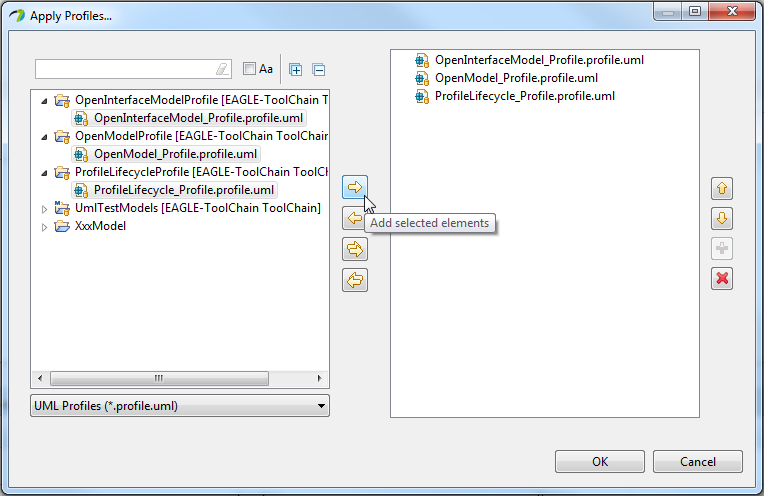 Apply Profiles...
Aa
OpenInterfaceModelProfile [EAGLE-ToolChain T
OpenInterfaceModel_Profile.profile.uml
OpenModelProfile [EAGLE-ToolChain ToolChain
OpenModel_Profile.profile.uml
ProfileLifecycleProfile [EAGLE-ToolChain ToolCh
ProfileLifecycle_Profile.profile.uml
UmlTestModels [EAGLE-ToolChain ToolChain]
XxxModel
UML Profiles (*.profile.uml)
Add selected elements
OpenInterfaceModel_Profile.profile.uml
OpenModel_Profile.profile.uml
ProfileLifecycle_Profile.profile.uml
OK
Cancel